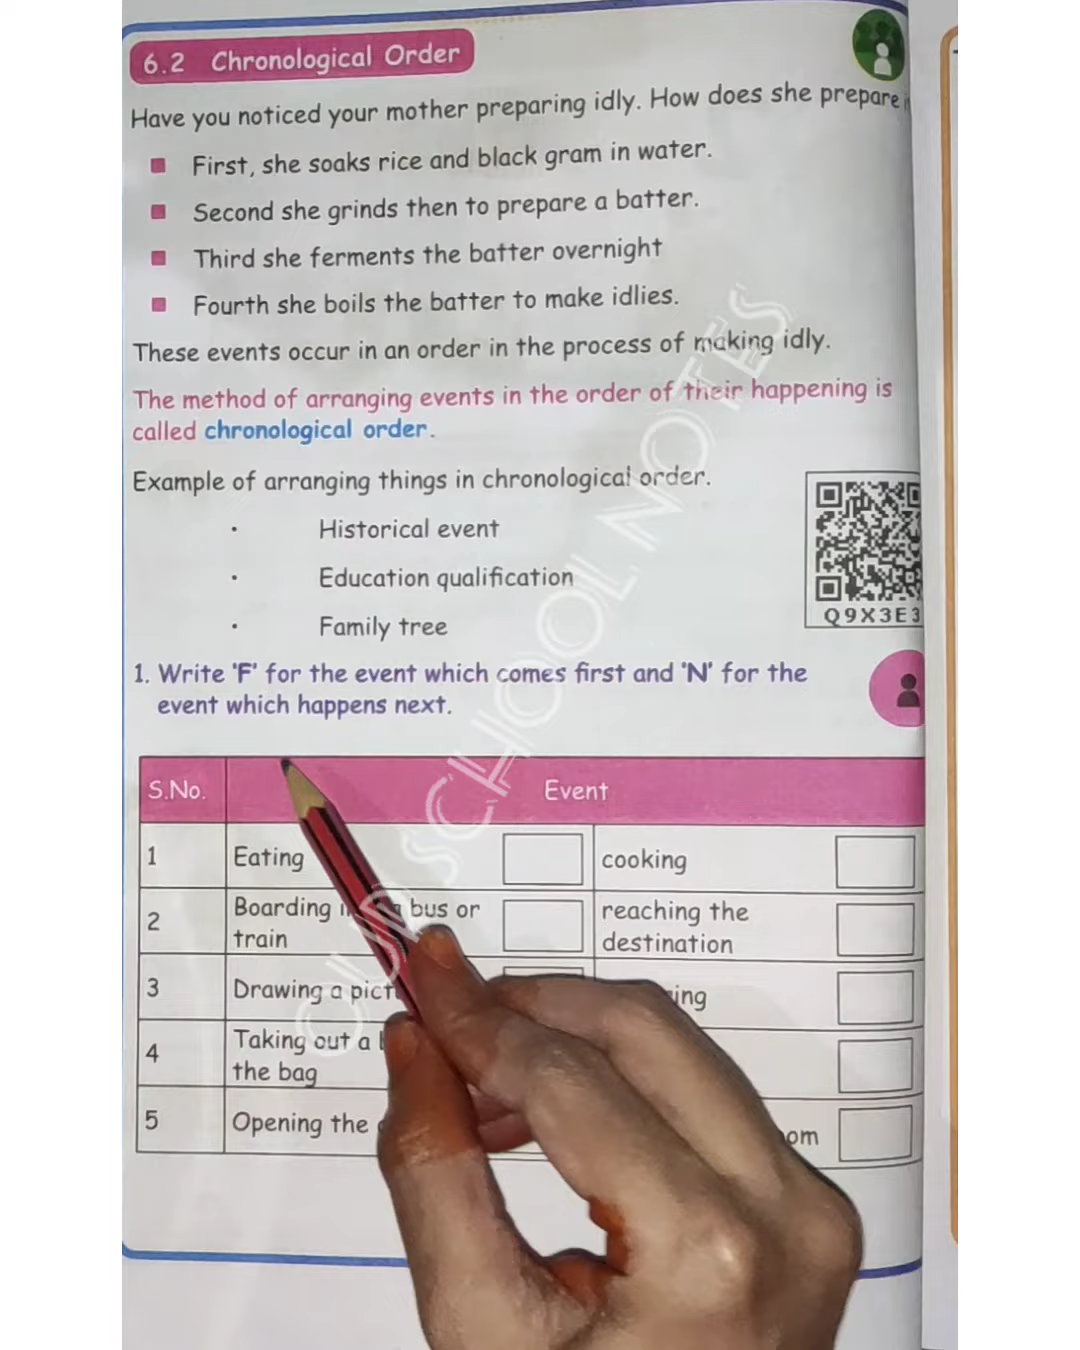 6.2 Chronological Order
Have you noticed your mother preparing idly. How does she prepare
First, she soaks rice and black gram in water.
Second she grinds then to prepare a batter.
Third she ferments the batter overnight
Fourth she boils the batter to make idlies.
These events occur in an order in the process of making idly.
The method of arranging events in the order of their happening is
called chronological order.
Example of arranging things in chronological order.
Historical event
Education qualification
Family tree
Q9X3E3
1. Write 'F' for the event which comes first and 'N' for the
event which happens next.
S.No. Event
1 Eating cooking
2 Boarding bus or train reaching the destination
3 Drawing a
4 Taking out a the bag
5 Opening the
OUR SCHOOL NOTES